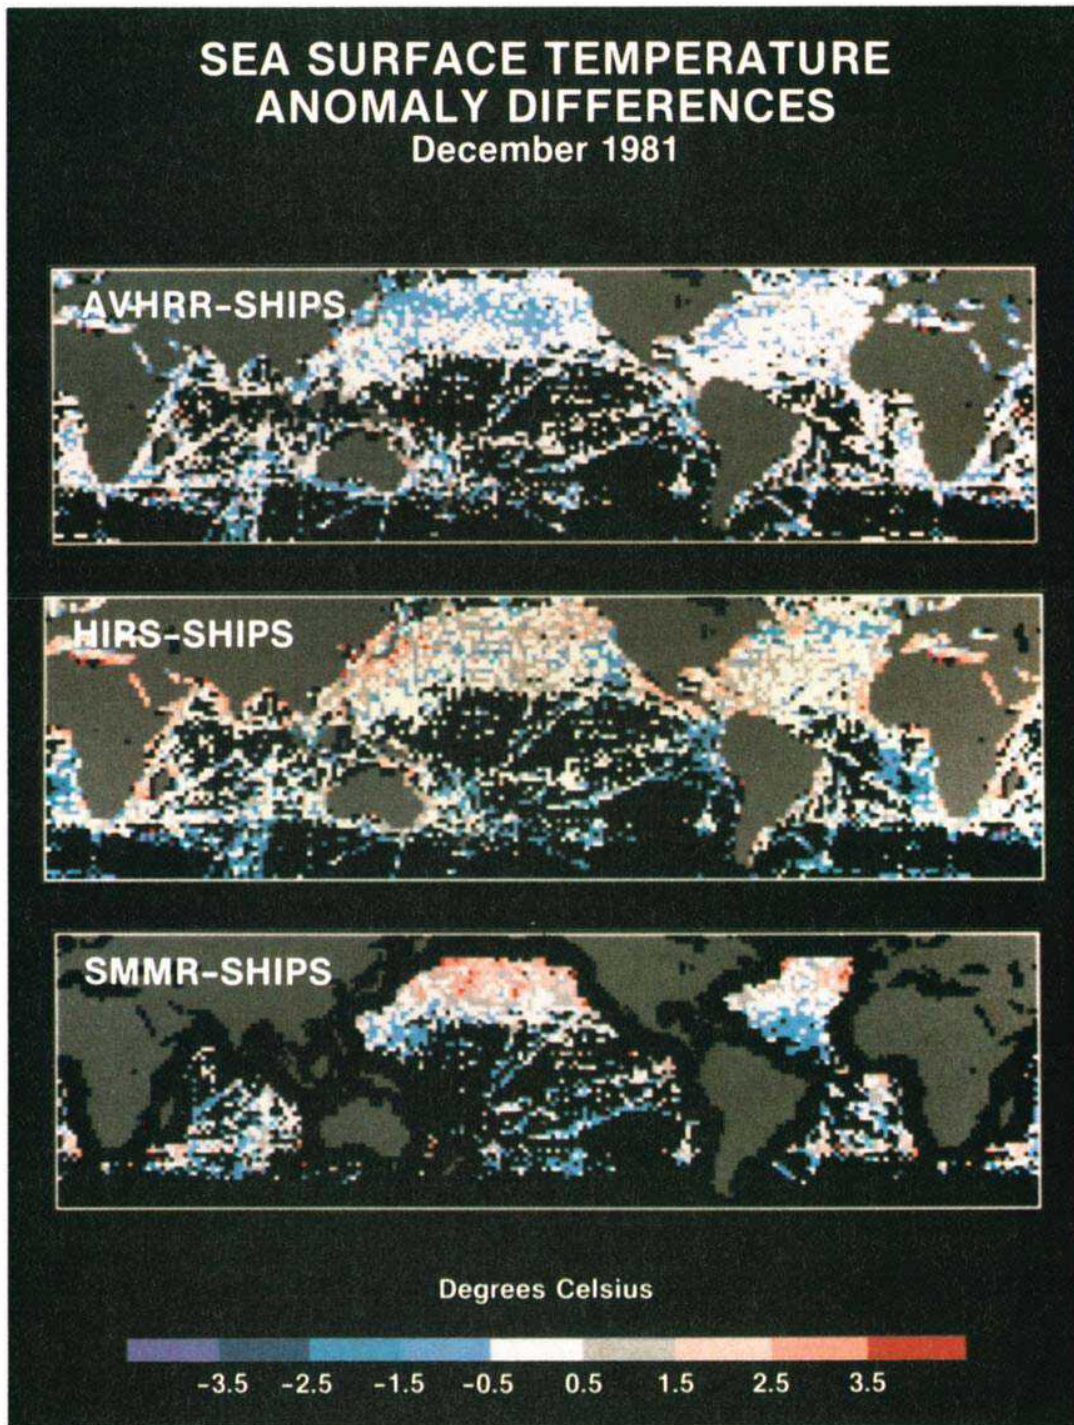 SEA SURFACE TEMPERATURE
ANOMALY DIFFERENCES
December 1981
AVHRR-SHIPS
HIRS-SHIPS
SMMR-SHIPS
Degrees Celsius
-3.5 -2.5 -1.5 -0.5 0.5 1.5 2.5 3.5